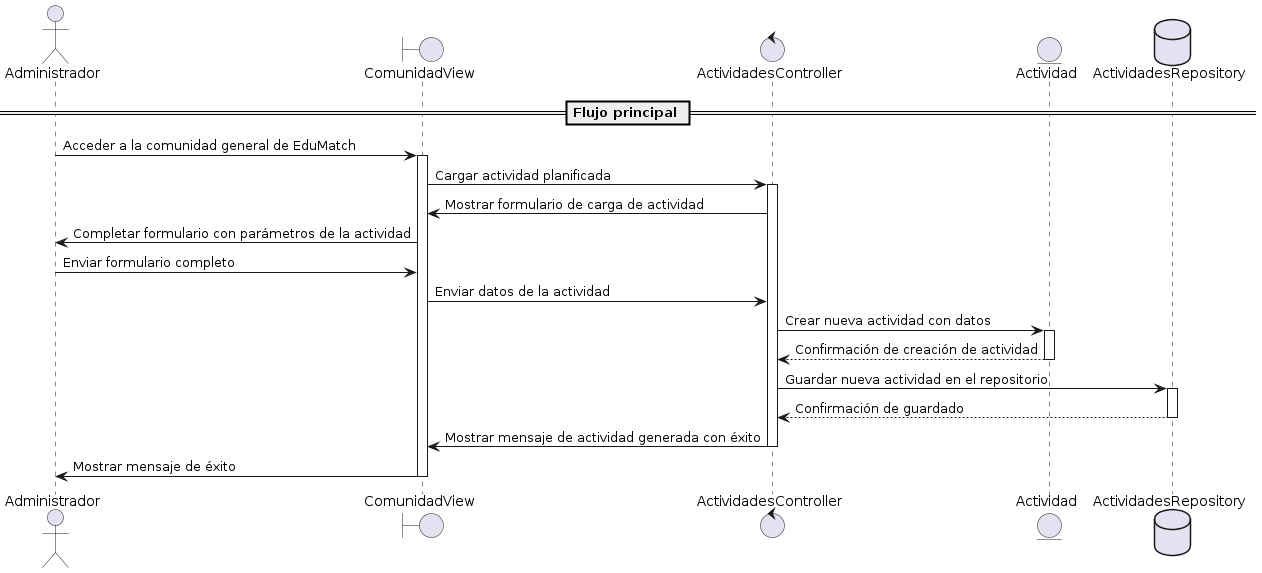 Administrador
ComunidadView
ActividadesController
Actividad
ActividadesRepository
Flujo principal
Acceder a la comunidad general de EduMatch
Cargar actividad planificada
Mostrar formulario de carga de actividad
Completar formulario con parámetros de la actividad
Enviar formulario completo
Enviar datos de la actividad
Crear nueva actividad con datos
Confirmación de creación de actividad
Guardar nueva actividad en el repositorio
Confirmación de guardado
Mostrar mensaje de actividad generada con éxito
Mostrar mensaje de éxito
Administrador
ComunidadView
ActividadesController
Actividad
ActividadesRepository